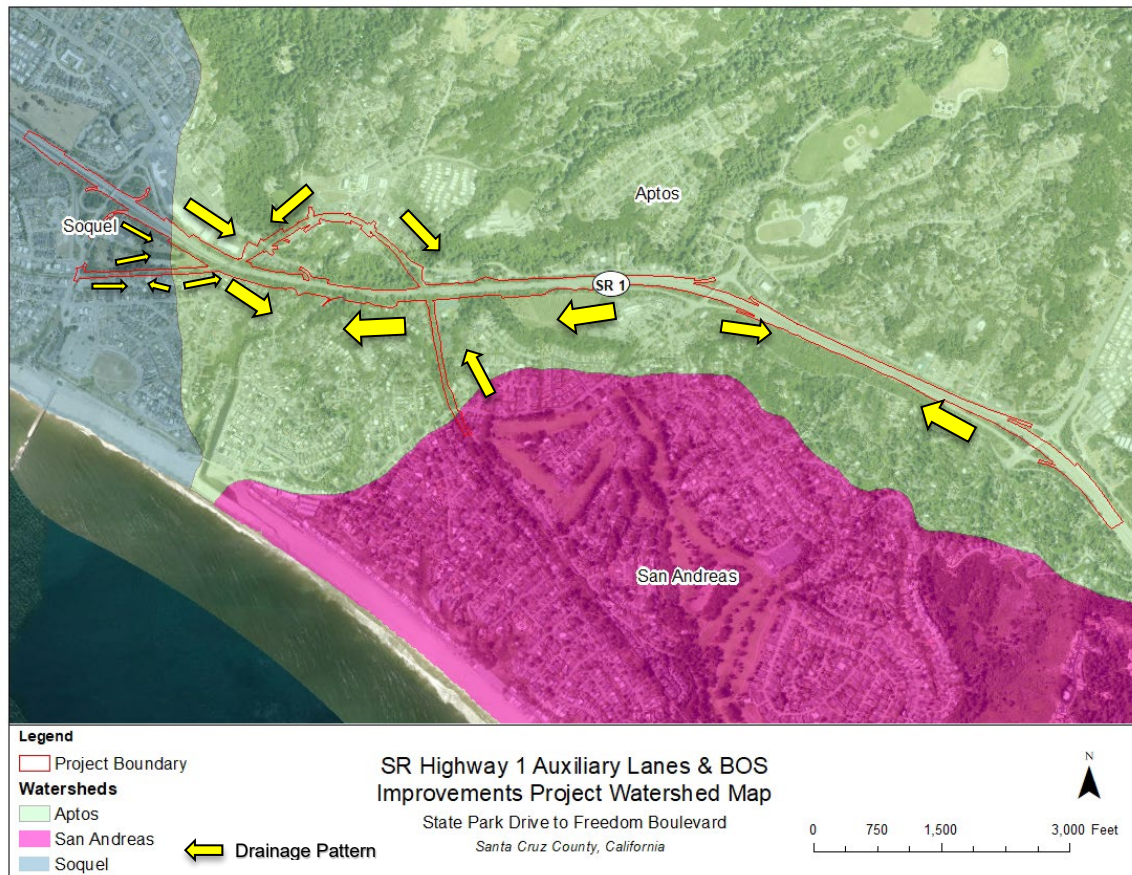 Aptos
Soquel
SR 1
San Andreas
Legend
Project Boundary
Watersheds
Aptos
San Andreas
Soquel
Drainage Pattern
SR Highway 1 Auxiliary Lanes & BOS
Improvements Project Watershed Map
State Park Drive to Freedom Boulevard
Santa Cruz County, California
N
0 750 1,500 3,000 Feet